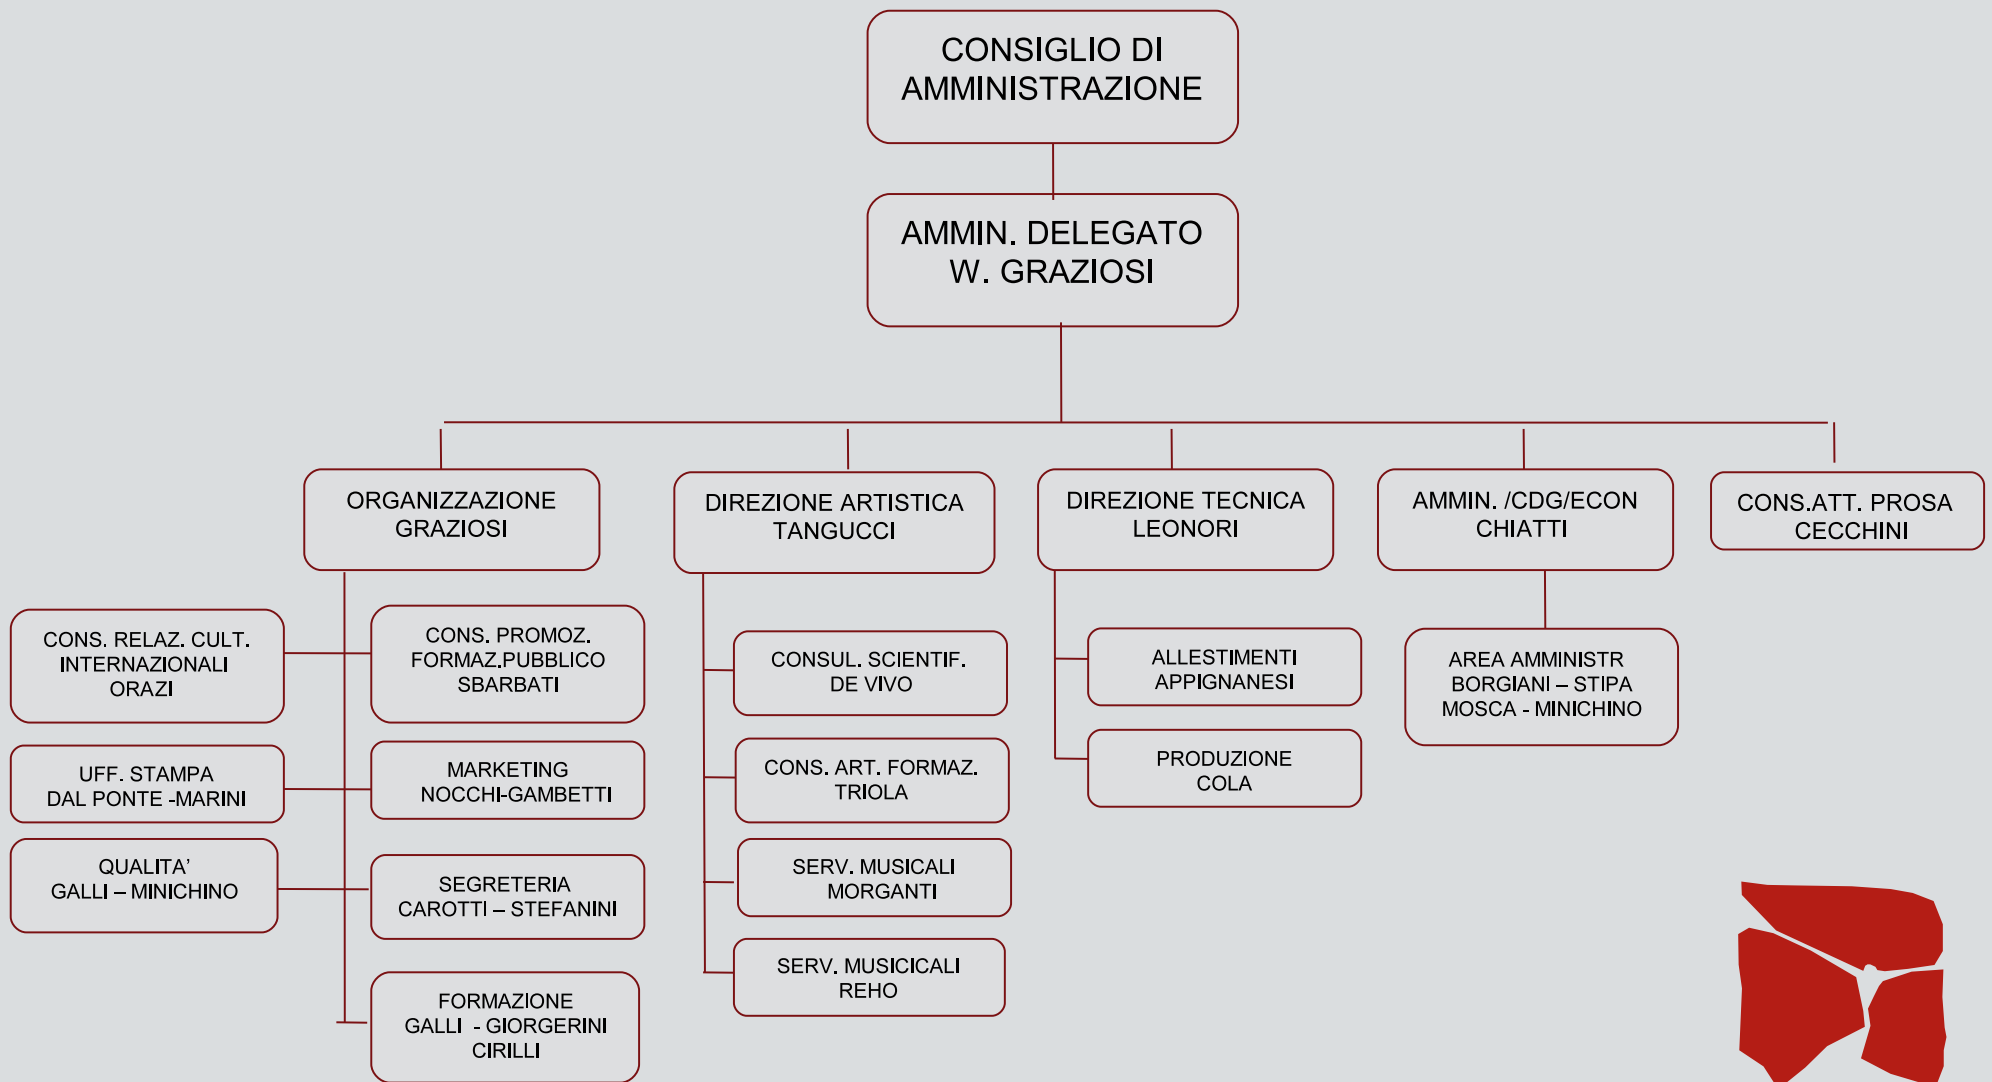 CONSIGLIO DI
AMMINISTRAZIONE
AMMIN. DELEGATO
W. GRAZIOSI
ORGANIZZAZIONE
GRAZIOSI
DIREZIONE ARTISTICA
TANGUCCI
DIREZIONE TECNICA
LEONORI
AMMIN. /CDG/ECON
CHIATTI
CONS.ATT. PROSA
CECCHINI
CONS. RELAZ. CULT.
INTERNAZIONALI
ORAZI
CONS. PROMOZ.
FORMAZ.PUBBLICO
SBARBATI
UFF. STAMPA
DAL PONTE -MARINI
MARKETING
NOCCHI-GAMBETTI
QUALITA'
GALLI – MINICHINO
SEGRETERIA
CAROTTI – STEFANINI
FORMAZIONE
GALLI - GIORGERINI
CIRILLI
CONSUL. SCIENTIF.
DE VIVO
CONS. ART. FORMAZ.
TRIOLA
SERV. MUSICALI
MORGANTI
SERV. MUSICICALI
REHO
ALLESTIMENTI
APPIGNANESI
PRODUZIONE
COLA
AREA AMMINISTR
BORGIANI – STIPA
MOSCA - MINICHINO